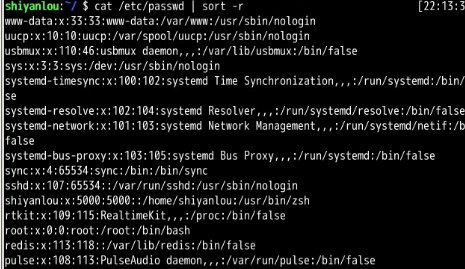 shiyanlou:~/ $ cat /etc/passwd | sort -r [22:13:3
www-data:x:33:33:www-data:/var/www:/usr/sbin/nologin
uucp:x:10:10:uucp:/var/spool/uucp:/usr/sbin/nologin
usbmux:x:110:46:usbmux daemon,,,:/var/lib/usbmux:/bin/false
sys:x:3:3:sys:/dev:/usr/sbin/nologin
systemd-timesync:x:100:102:systemd Time Synchronization,,,:/run/systemd:/bin/
se
systemd-resolve:x:102:104:systemd Resolver,,,:/run/systemd/resolve:/bin/false
systemd-network:x:101:103:systemd Network Management,,,:/run/systemd/netif:/b
false
systemd-bus-proxy:x:103:105:systemd Bus Proxy,,,:/run/systemd:/bin/false
sync:x:4:65534:sync:/bin:/bin/sync
sshd:x:107:65534::/var/run/sshd:/usr/sbin/nologin
shiyanlou:x:5000:5000::/home/shiyanlou:/usr/bin/zsh
rtkit:x:109:115:RealtimeKit,,,:/proc:/bin/false
root:x:0:0:root:/root:/bin/bash
redis:x:113:118::/var/lib/redis:/bin/false
pulse:x:108:113:PulseAudio daemon,,,:/var/run/pulse:/bin/false